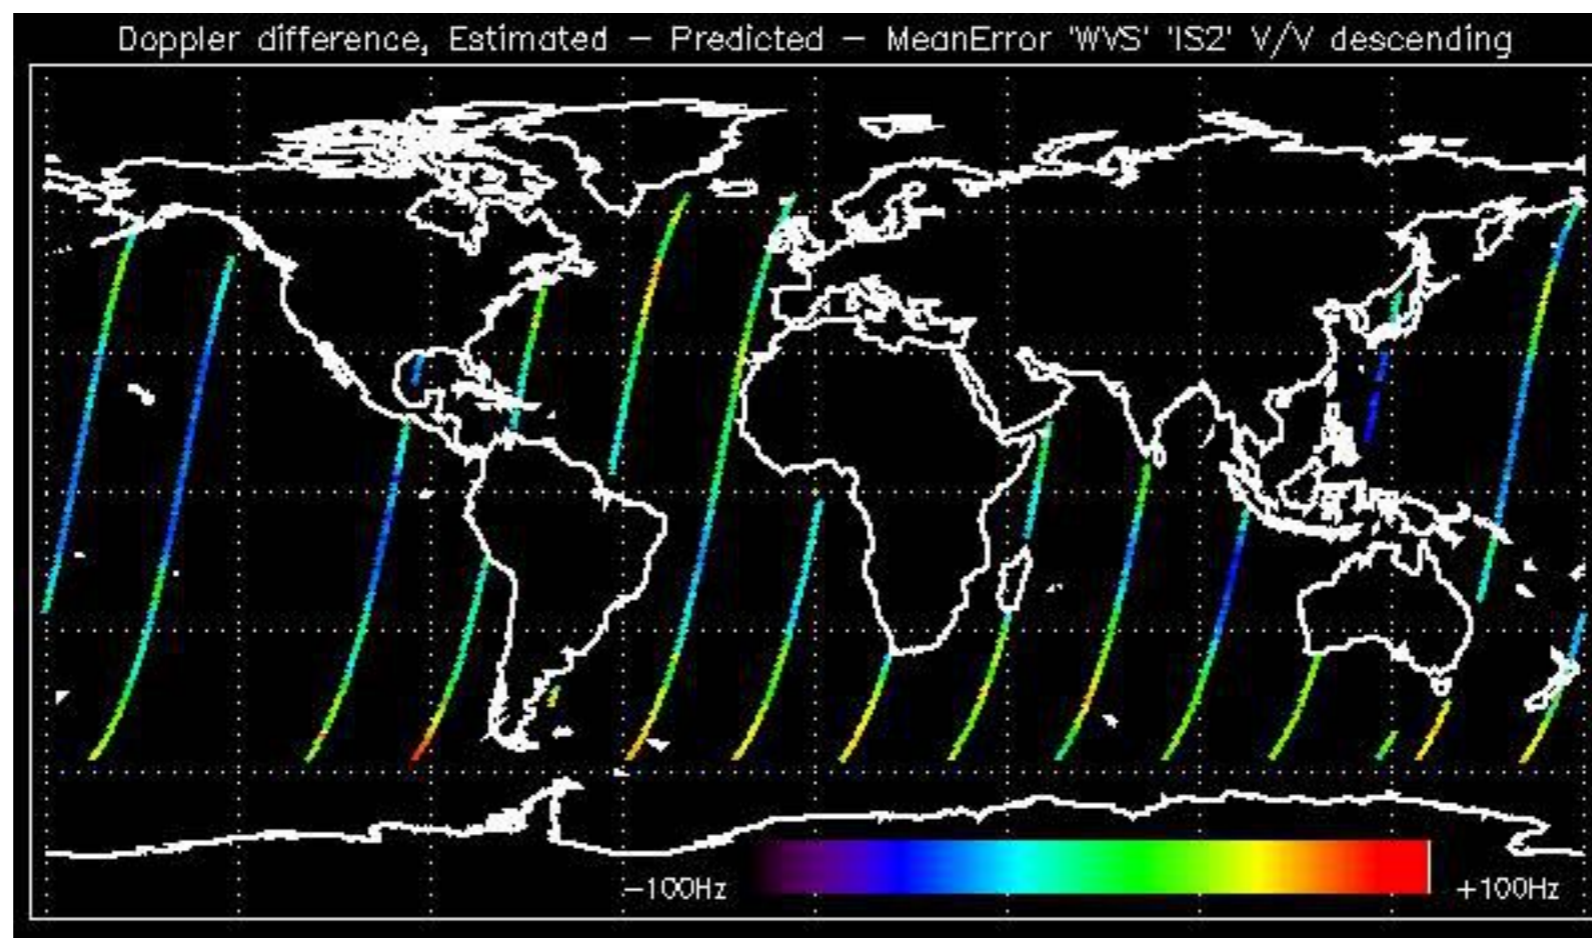 Doppler difference, Estimated – Predicted – MeanError 'WVS' 'IS2' V/V descending
-100Hz
+100Hz